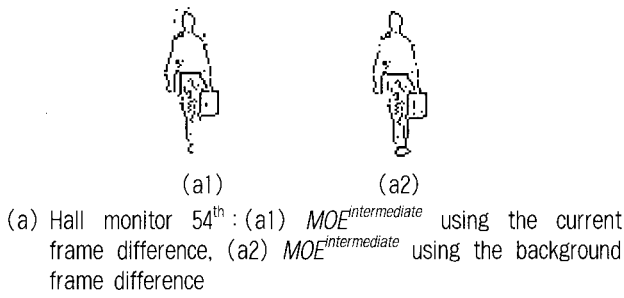 (a1) (a2)
(a) Hall monitor 54th : (a1) MOEintermediate using the current
frame difference, (a2) MOEintermediate using the background
frame difference